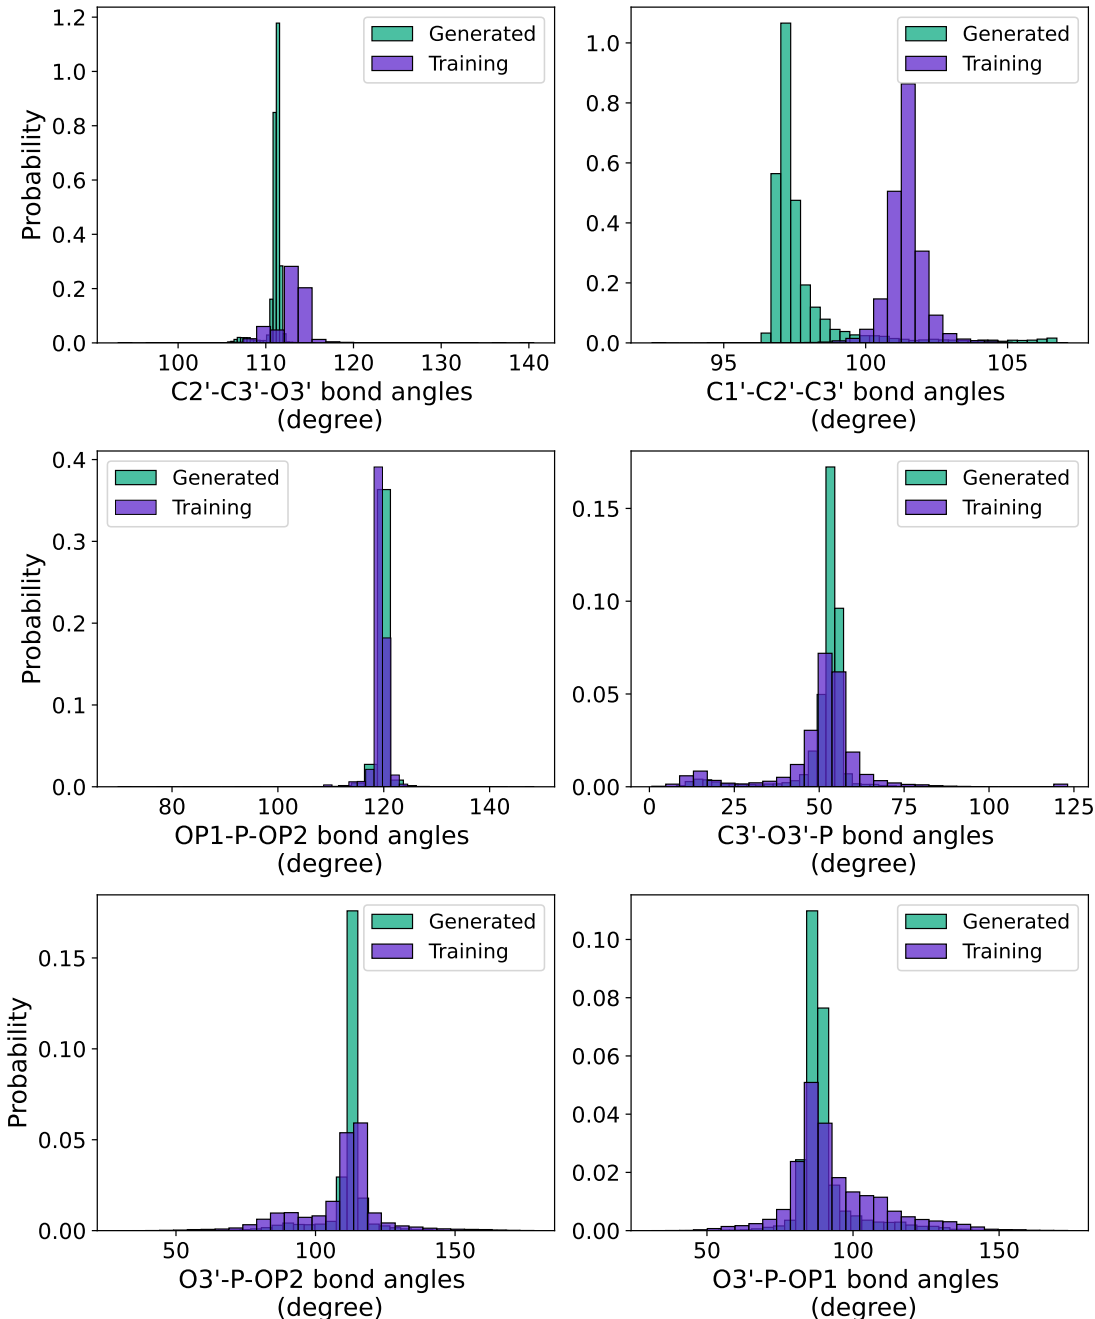 Probability
1.2
1.0
0.8
0.6
0.4
0.2
0.0
Generated
Training
100 110 120 130 140
C2'-C3'-O3' bond angles
(degree)
1.0
0.8
0.6
0.4
0.2
0.0
Generated
Training
95 100 105
C1'-C2'-C3' bond angles
(degree)
Probability
0.4
0.3
0.2
0.1
0.0
Generated
Training
80 100 120 140
OP1-P-OP2 bond angles
(degree)
0.15
0.10
0.05
0.00
Generated
Training
0 25 50 75 100 125
C3'-O3'-P bond angles
(degree)
Probability
0.15
0.10
0.05
0.00
Generated
Training
50 100 150
O3'-P-OP2 bond angles
(degree)
0.10
0.08
0.06
0.04
0.02
0.00
Generated
Training
50 100 150
O3'-P-OP1 bond angles
(degree)